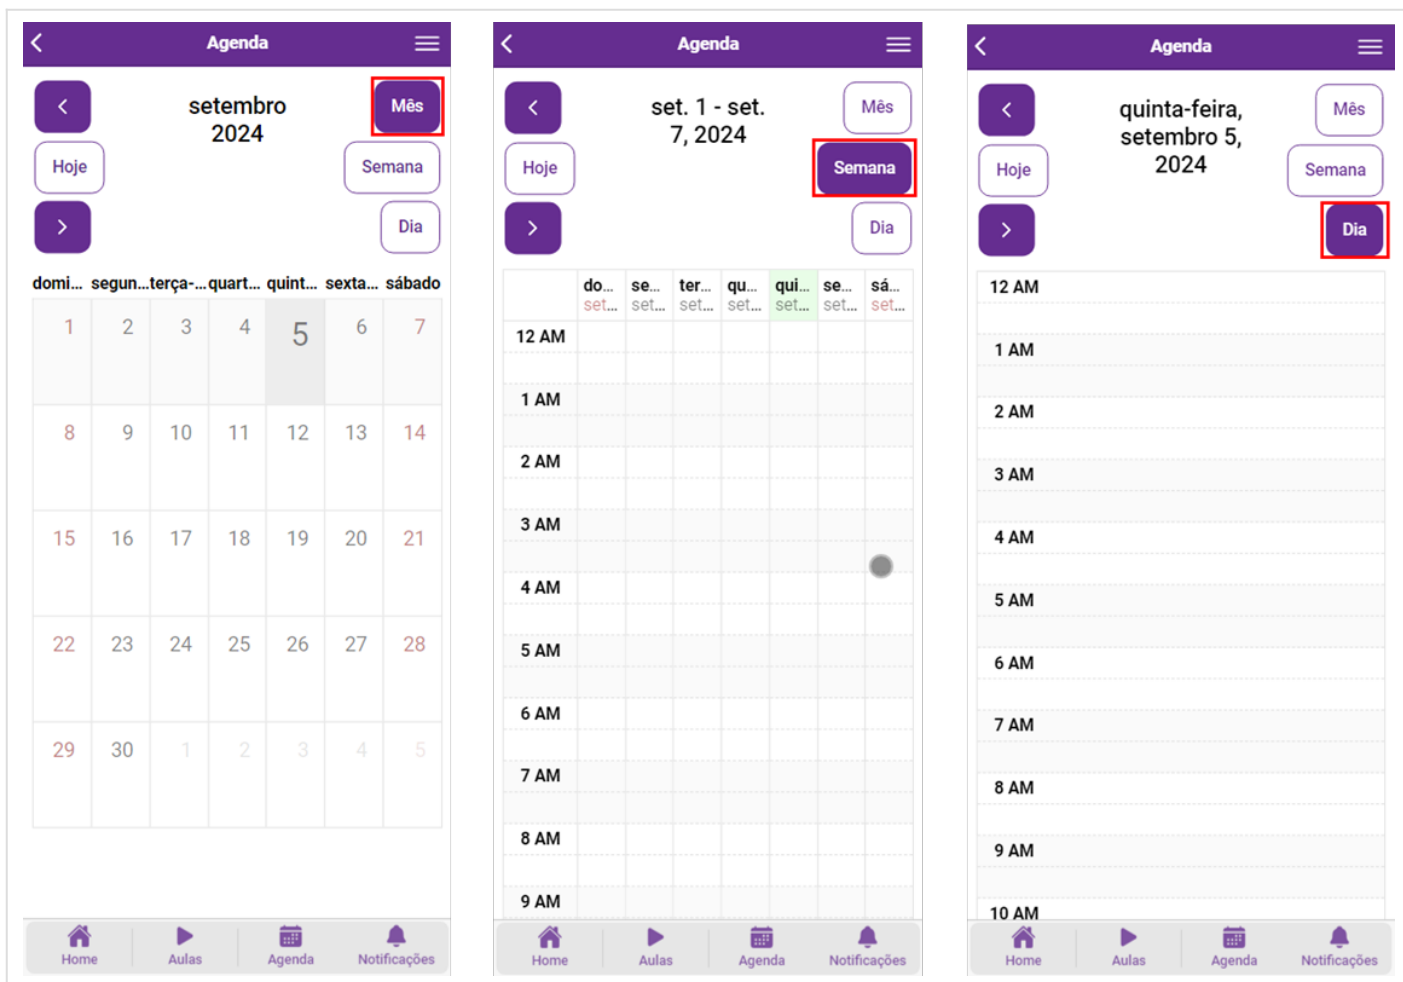 Agenda
setembro
2024
Mês
Hoje
Semana
Dia
domi... segun... terça-... quart... quint... sexta... sábado
1 2 3 4 5 6 7
8 9 10 11 12 13 14
15 16 17 18 19 20 21
22 23 24 25 26 27 28
29 30 1 2 3 4 5
Home Aulas Agenda Notificações
Agenda
set. 1 - set.
7, 2024
Mês
Hoje
Semana
Dia
do... se... ter... qu... qui... se... sá...
set... set... set... set... set... set... set...
12 AM
1 AM
2 AM
3 AM
4 AM
5 AM
6 AM
7 AM
8 AM
9 AM
Home Aulas Agenda Notificações
Agenda
quinta-feira,
setembro 5,
2024
Mês
Hoje
Semana
Dia
12 AM
1 AM
2 AM
3 AM
4 AM
5 AM
6 AM
7 AM
8 AM
9 AM
10 AM
Home Aulas Agenda Notificações